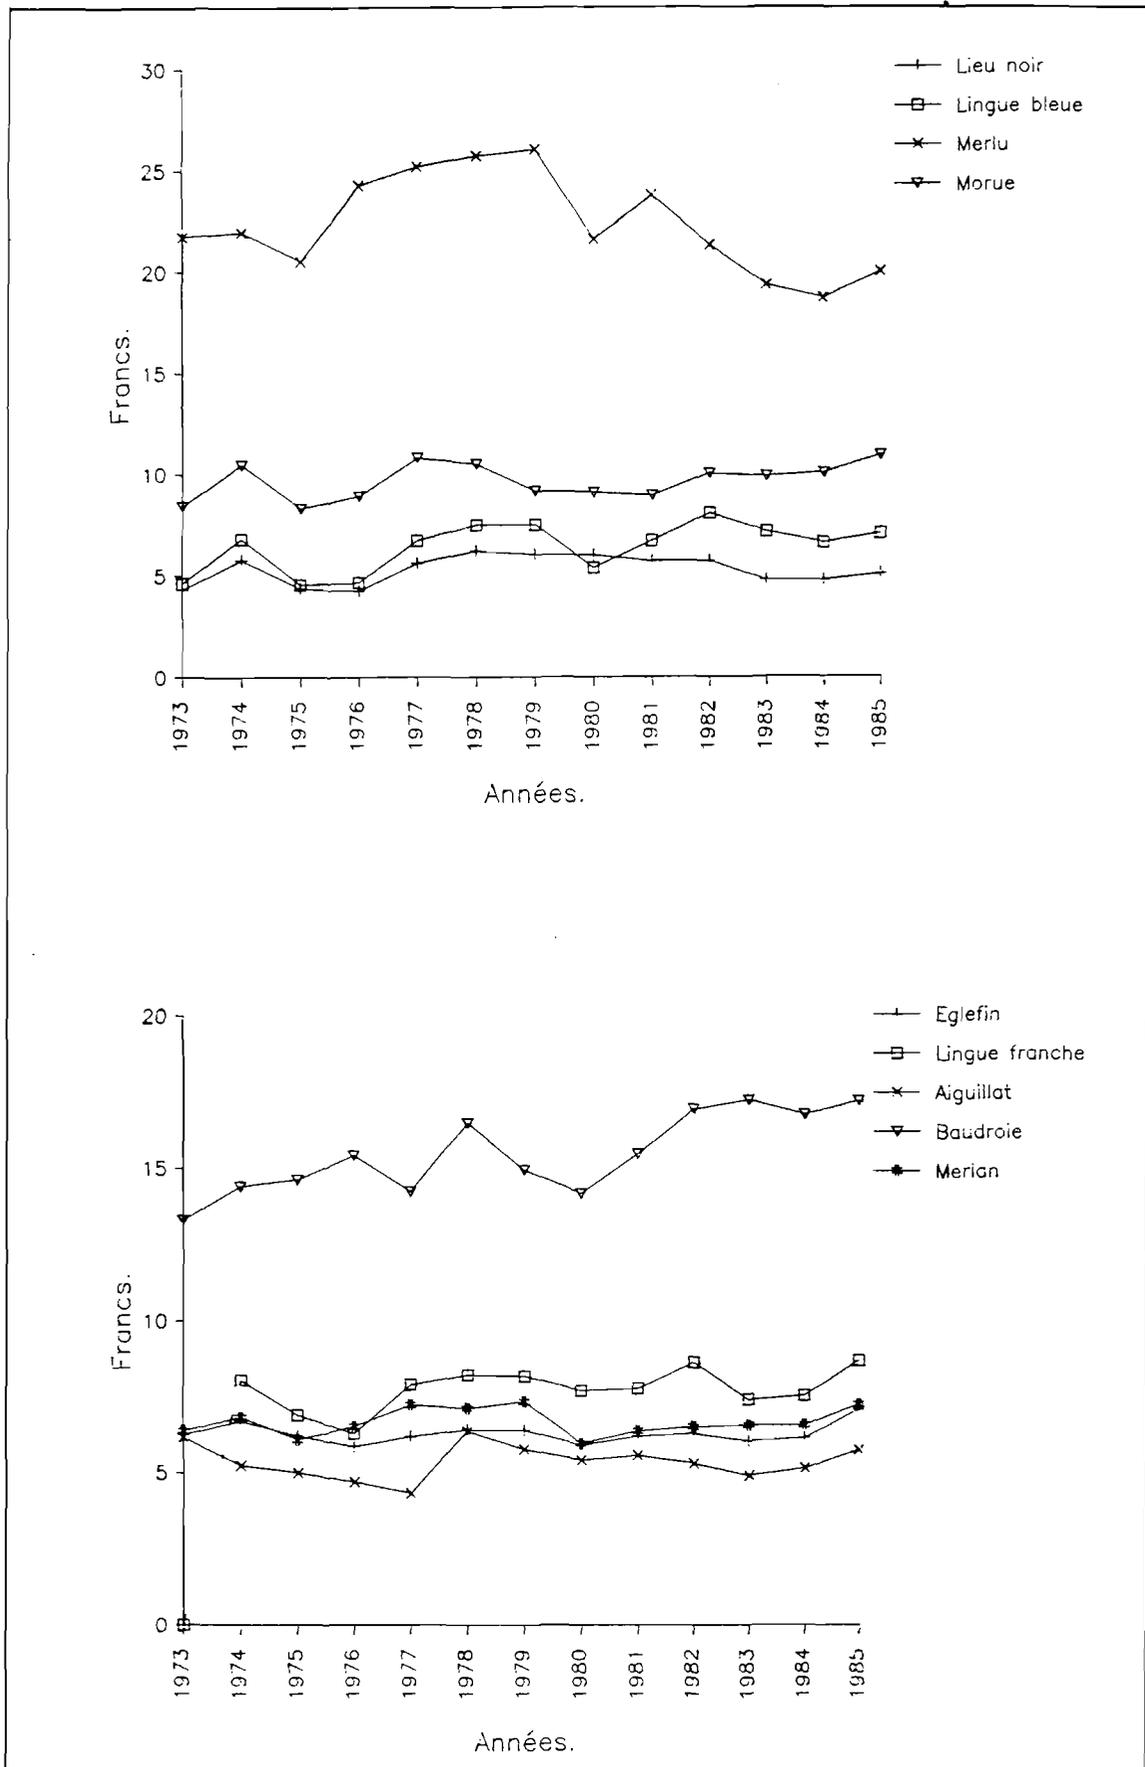 30
25
20
15
10
5
0
Francs.
1973
1974
1975
1976
1977
1978
1979
1980
1981
1982
1983
1984
1985
Années.
Lieu noir
Lingue bleue
Merlu
Morue
20
15
10
5
0
Francs.
1973
1974
1975
1976
1977
1978
1979
1980
1981
1982
1983
1984
1985
Années.
Eglefin
Lingue franche
Aiguillat
Baudroie
Merlan